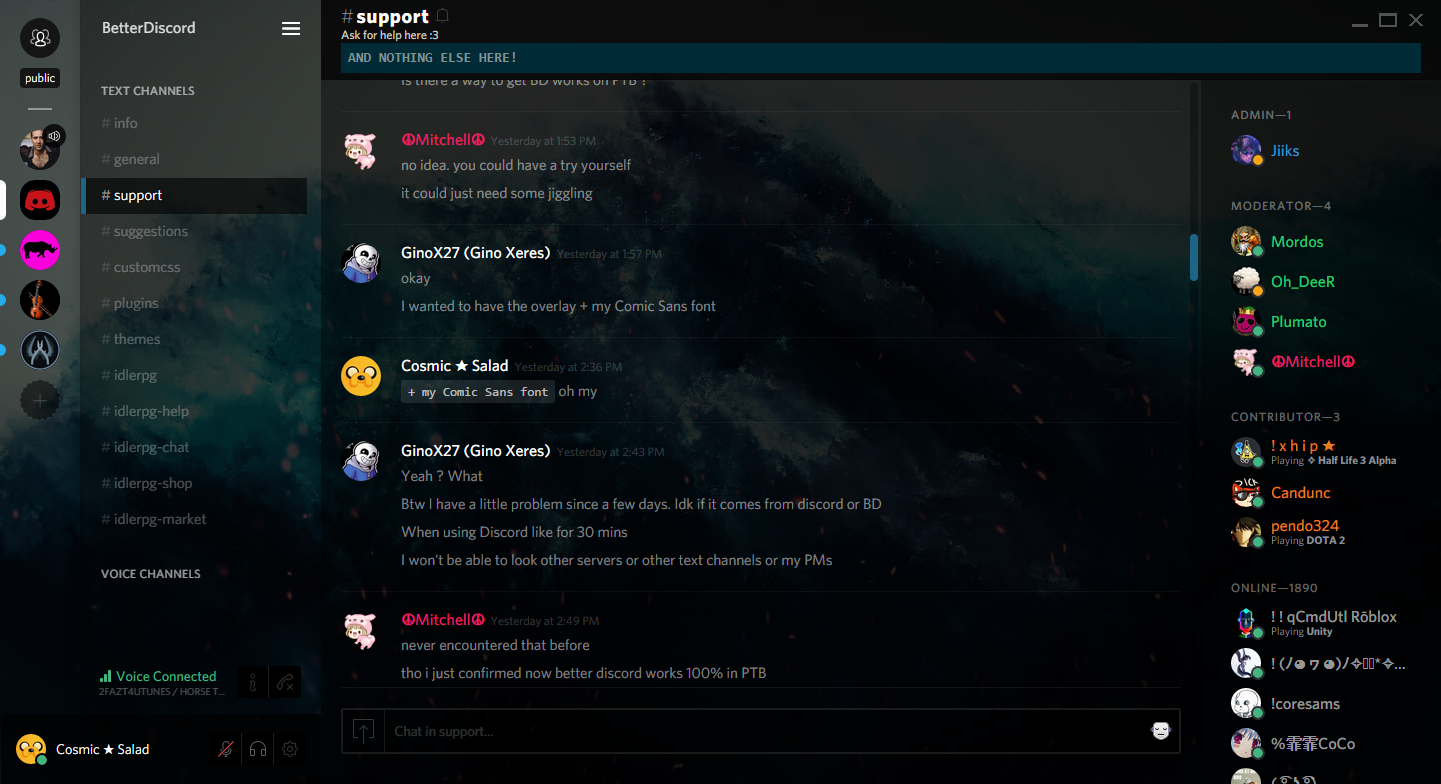 public
BetterDiscord
TEXT CHANNELS
# info
# general
# support
# suggestions
# customcss
# plugins
# themes
# idlerpg
# idlerpg-help
# idlerpg-chat
# idlerpg-shop
# idlerpg-market
VOICE CHANNELS
Voice Connected
2FAZT4UTUNES / HORSE T...
Cosmic ★ Salad
#support
Ask for help here :3
AND NOTHING ELSE HERE!
Is there a way to get BD works on PTB ?
☮Mitchell☮ Yesterday at 1:53 PM
no idea. you could have a try yourself
it could just need some jiggling
GinoX27 (Gino Xeres) Yesterday at 1:57 PM
okay
I wanted to have the overlay + my Comic Sans font
Cosmic ★ Salad Yesterday at 2:36 PM
+ my Comic Sans font oh my
GinoX27 (Gino Xeres) Yesterday at 2:43 PM
Yeah ? What
Btw I have a little problem since a few days. Idk if it comes from discord or BD
When using Discord like for 30 mins
I won't be able to look other servers or other text channels or my PMs
☮Mitchell☮ Yesterday at 2:49 PM
never encountered that before
tho i just confirmed now better discord works 100% in PTB
Chat in support...
ADMIN—1
Jiiks
MODERATOR—4
Mordos
Oh_DeeR
Plumato
☮Mitchell☮
CONTRIBUTOR—3
! x h i p ★
Playing ✧ Half Life 3 Alpha
Candunc
pendo324
Playing DOTA 2
ONLINE—1890
! ! qCmdUtl Rōblox
Playing Unity
!coresams
%霏霏CoCo